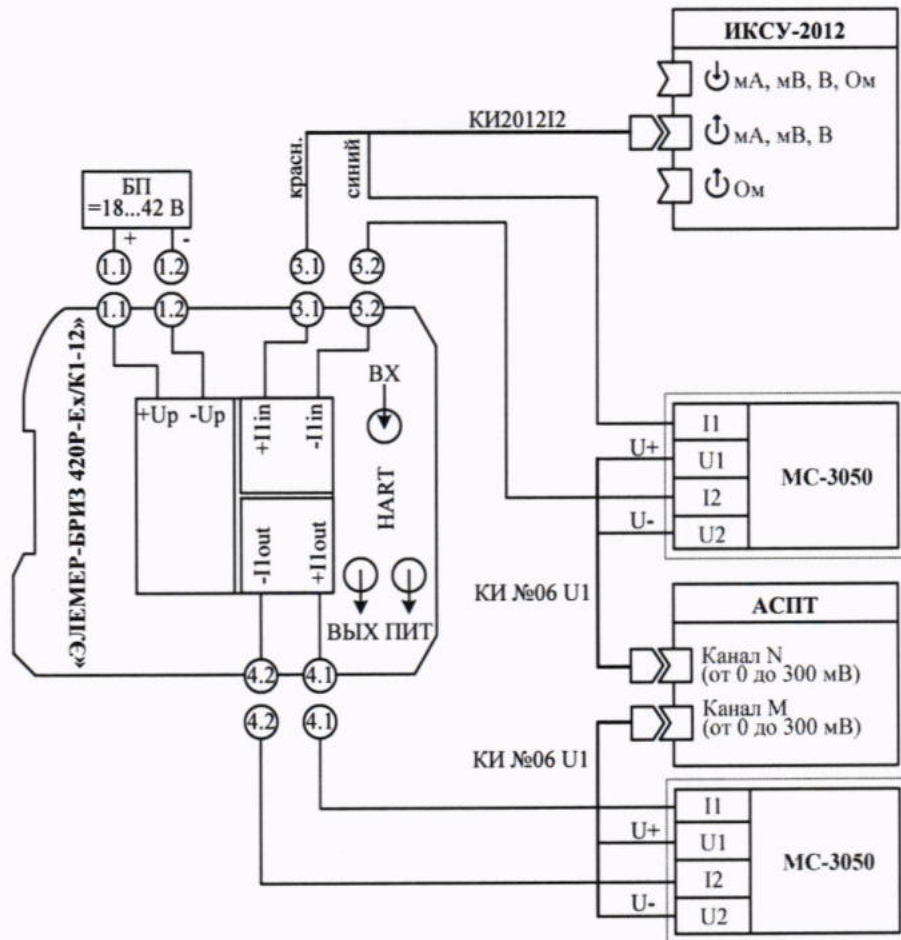 ИКСУ-2012
мА, мВ, В, Ом
мА, мВ, В
Ом
КИ2012I2
красн.
синий
БП
=18...42 В
+
-
1.1
1.2
3.1
3.2
1.1
1.2
3.1
3.2
«ЭЛЕМЕР-БРИЗ 420Р-Ех/К1-12»
+Up
-Up
+I1in
-I1in
ВХ
HART
-I1out
+I1out
ВЫХ
ПИТ
4.2
4.1
4.2
4.1
I1
U+
U1
I2
U-
U2
МС-3050
КИ №06 U1
АСПТ
Канал N
(от 0 до 300 мВ)
Канал M
(от 0 до 300 мВ)
КИ №06 U1
I1
U+
U1
I2
U-
U2
МС-3050